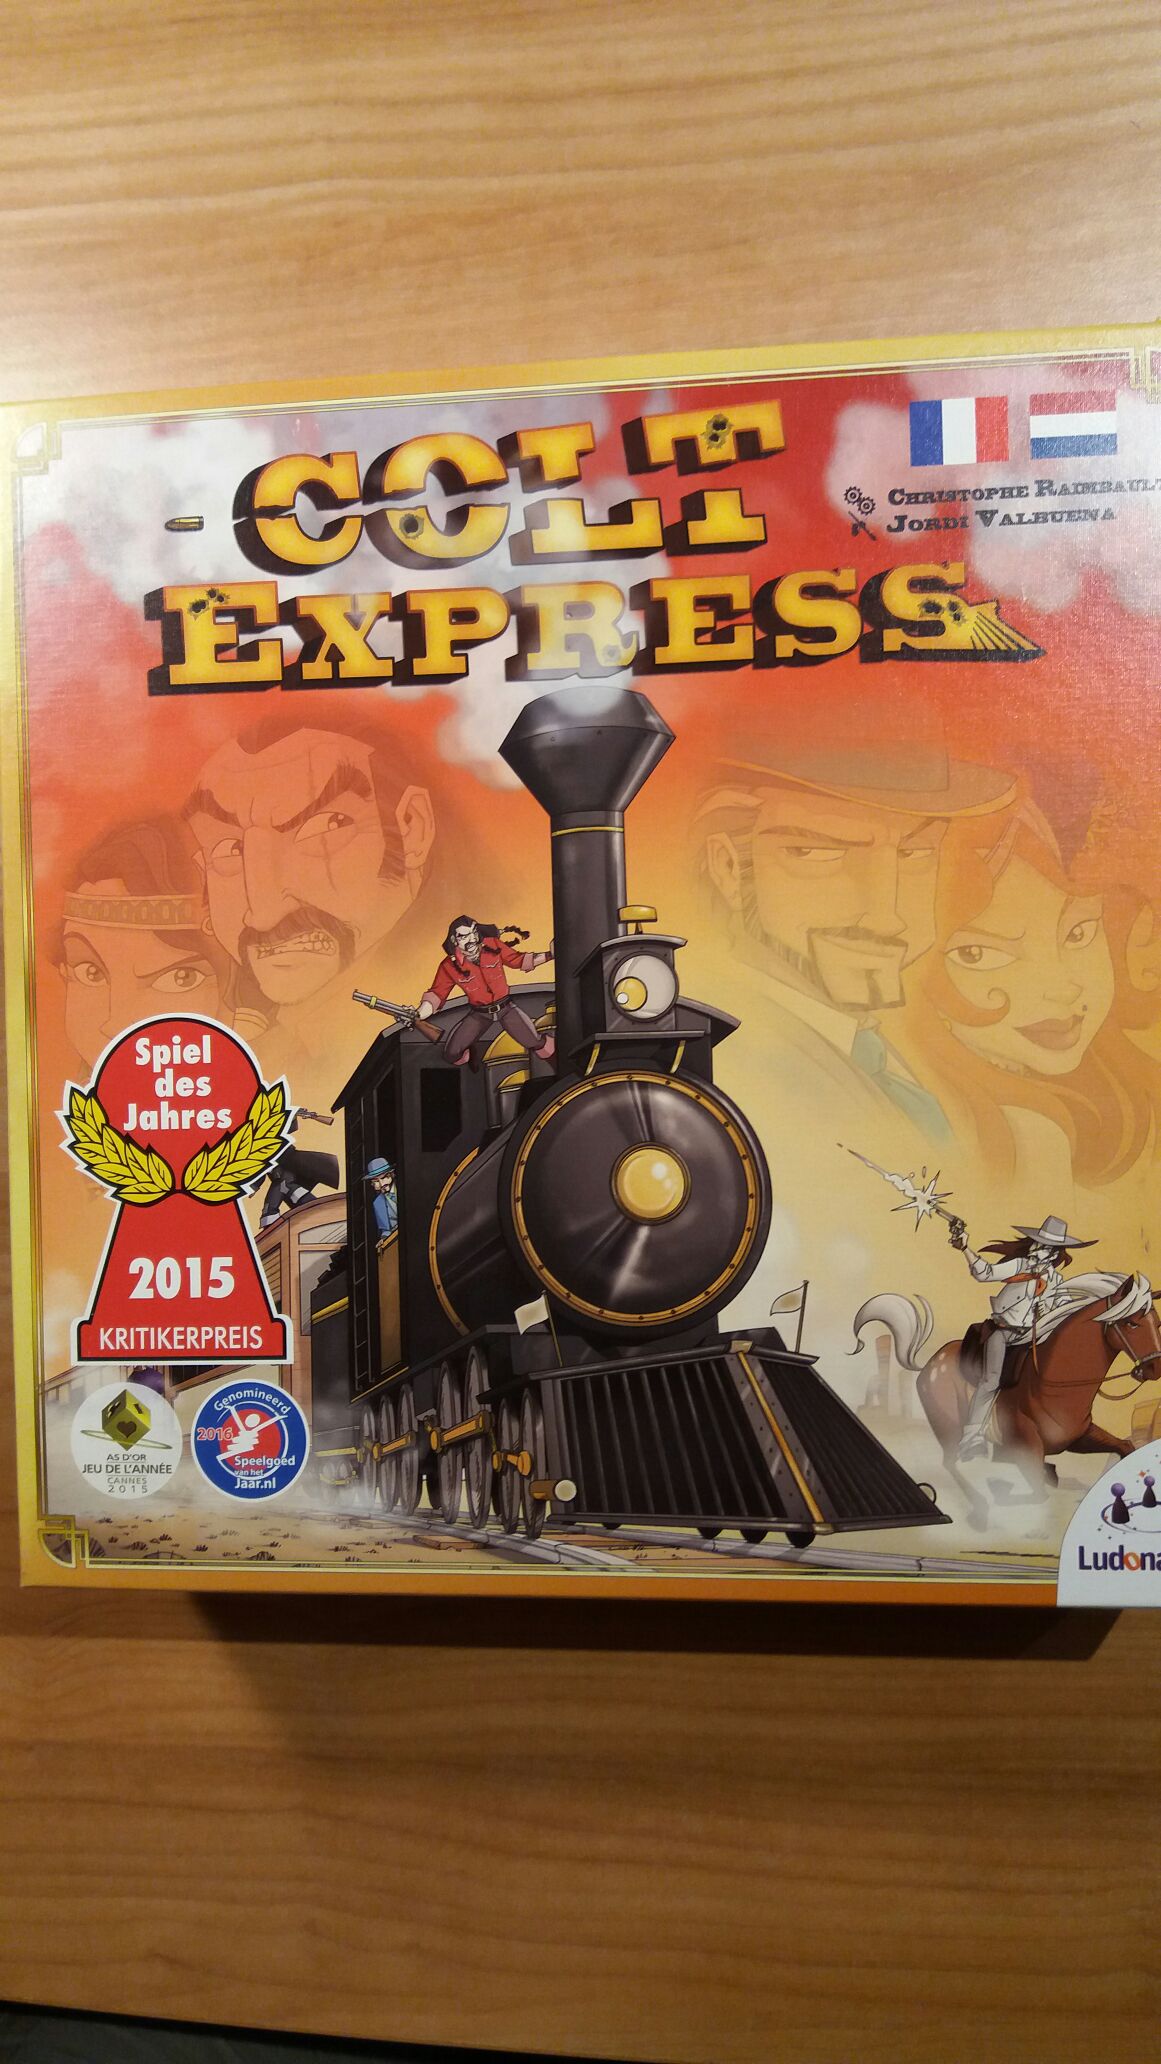 COLT
EXPRESS
CHRISTOPHE RAIMBAULT
JORDI VALBUENA
Spiel
des
Jahres
2015
KRITIKERPREIS
AS D'OR
JEU DE L'ANNÉE
CANNES
2015
Genomineerd
2016
Speelgoed
van het
Jaar.nl
Ludona